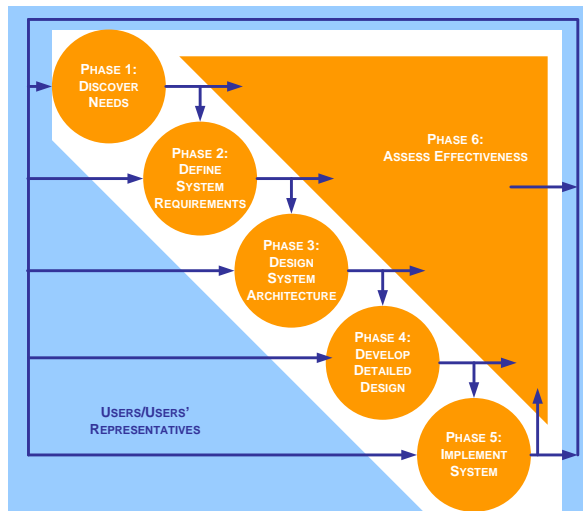 PHASE 1:
DISCOVER
NEEDS
PHASE 2:
DEFINE
SYSTEM
REQUIREMENTS
PHASE 6:
ASSESS EFFECTIVENESS
PHASE 3:
DESIGN
SYSTEM
ARCHITECTURE
PHASE 4:
DEVELOP
DETAILED
DESIGN
USERS/USERS’
REPRESENTATIVES
PHASE 5:
IMPLEMENT
SYSTEM